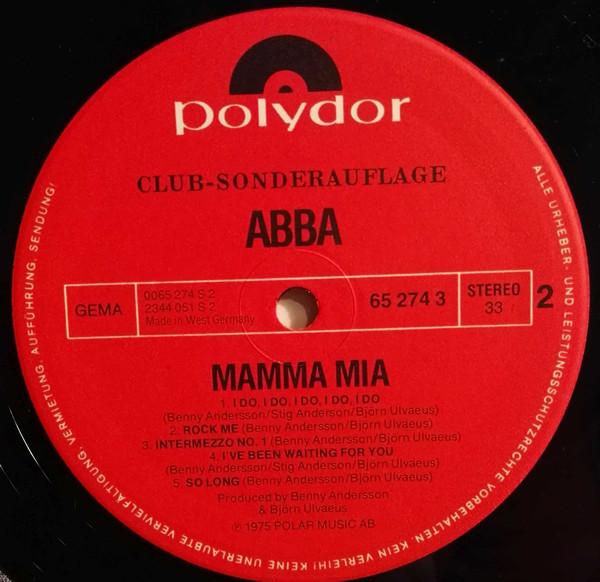 polydor
CLUB-SONDERAUFLAGE
ABBA
GEMA
0065 274 S 2
2344 051 S 2
Made in West Germany
65 274 3
STEREO
33
2
MAMMA MIA
1. I DO, I DO, I DO, I DO, I DO
(Benny Andersson/Stig Anderson/Björn Ulvaeus)
2. ROCK ME (Benny Andersson/Björn Ulvaeus)
3. INTERMEZZO NO. 1 (Benny Andersson/Björn Ulvaeus)
4. I'VE BEEN WAITING FOR YOU
(Benny Andersson/Stig Anderson/Björn Ulvaeus)
5. SO LONG (Benny Andersson/Björn Ulvaeus)
Produced by Benny Andersson
& Björn Ulvaeus
℗ 1975 POLAR MUSIC AB
ALLE URHEBER- UND LEISTUNGSSCHUTZRECHTE VORBEHALTEN. KEIN VERLEIH! KEINE UNERLAUBTE VERVIELFÄLTIGUNG, VERMIETUNG, AUFFÜHRUNG, SENDUNG!